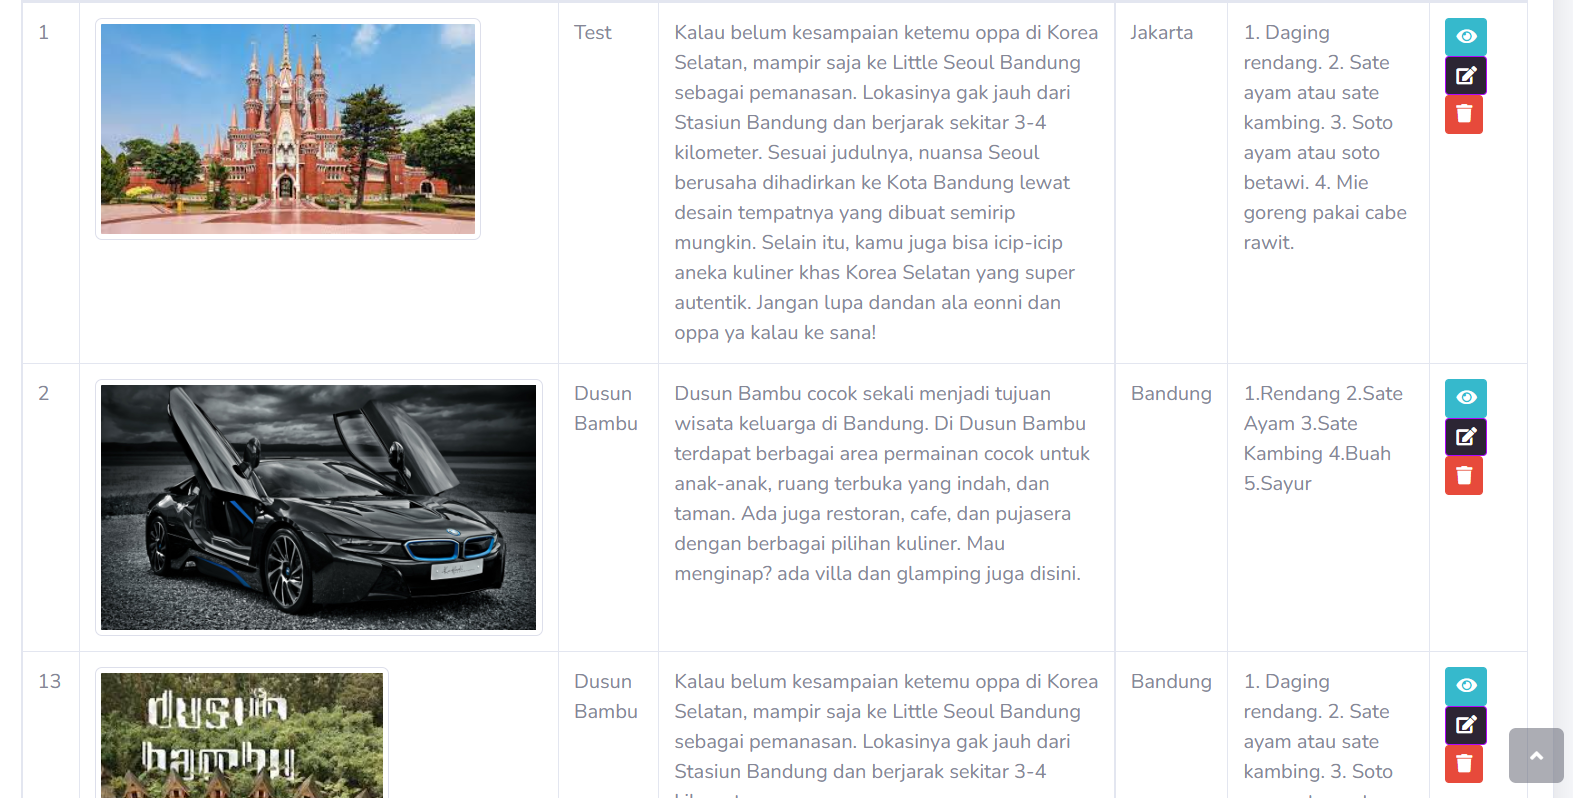 1
Test
Kalau belum kesampaian ketemu oppa di Korea
Selatan, mampir saja ke Little Seoul Bandung
sebagai pemanasan. Lokasinya gak jauh dari
Stasiun Bandung dan berjarak sekitar 3-4
kilometer. Sesuai judulnya, nuansa Seoul
berusaha dihadirkan ke Kota Bandung lewat
desain tempatnya yang dibuat semirip
mungkin. Selain itu, kamu juga bisa icip-icip
aneka kuliner khas Korea Selatan yang super
autentik. Jangan lupa dandan ala eonni dan
oppa ya kalau ke sana!
Jakarta
1. Daging
rendang. 2. Sate
ayam atau sate
kambing. 3. Soto
ayam atau soto
betawi. 4. Mie
goreng pakai cabe
rawit.
2
Dusun
Bambu
Dusun Bambu cocok sekali menjadi tujuan
wisata keluarga di Bandung. Di Dusun Bambu
terdapat berbagai area permainan cocok untuk
anak-anak, ruang terbuka yang indah, dan
taman. Ada juga restoran, cafe, dan pujasera
dengan berbagai pilihan kuliner. Mau
menginap? ada villa dan glamping juga disini.
Bandung
1.Rendang 2.Sate
Ayam 3.Sate
Kambing 4.Buah
5.Sayur
13
dusun
bambu
Dusun
Bambu
Kalau belum kesampaian ketemu oppa di Korea
Selatan, mampir saja ke Little Seoul Bandung
sebagai pemanasan. Lokasinya gak jauh dari
Stasiun Bandung dan berjarak sekitar 3-4
Bandung
1. Daging
rendang. 2. Sate
ayam atau sate
kambing. 3. Soto